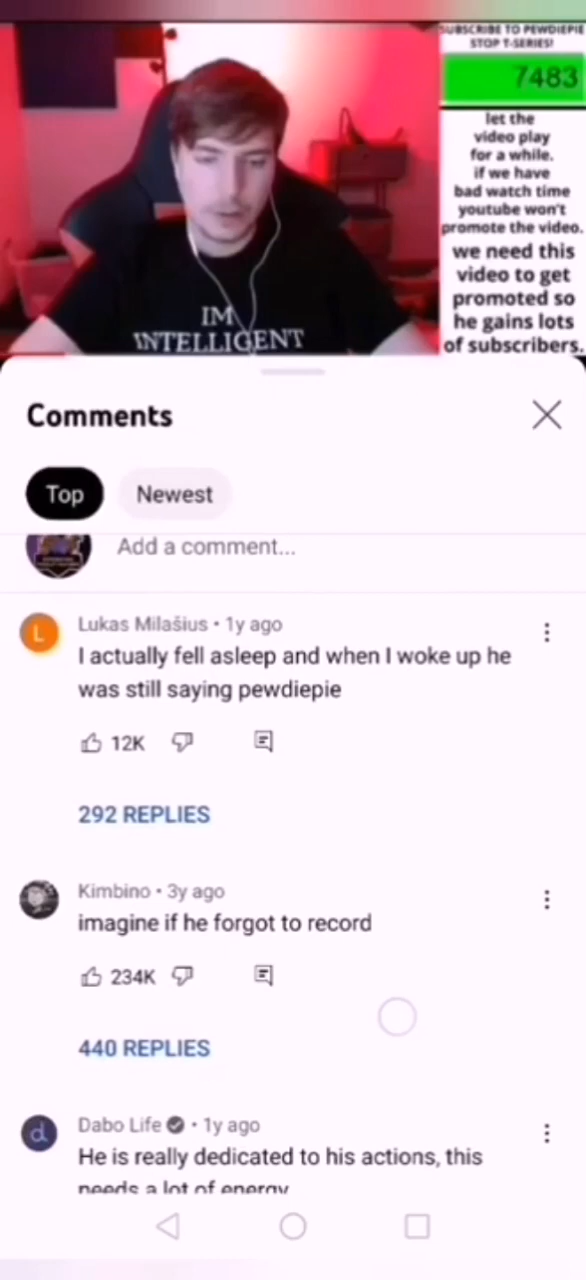 SUBSCRIBE TO PEWDIEPIE
STOP T-SERIES!
7483
let the
video play
for a while.
if we have
bad watch time
youtube won't
promote the video.
we need this
video to get
promoted so
he gains lots
of subscribers.
IM
INTELLIGENT
Comments
Top
Newest
Add a comment...
L
Lukas Milašius • 1y ago
I actually fell asleep and when I woke up he
was still saying pewdiepie
12K
292 REPLIES
Kimbino • 3y ago
imagine if he forgot to record
234K
440 REPLIES
d
Dabo Life • 1y ago
He is really dedicated to his actions, this
needs a lot of energy